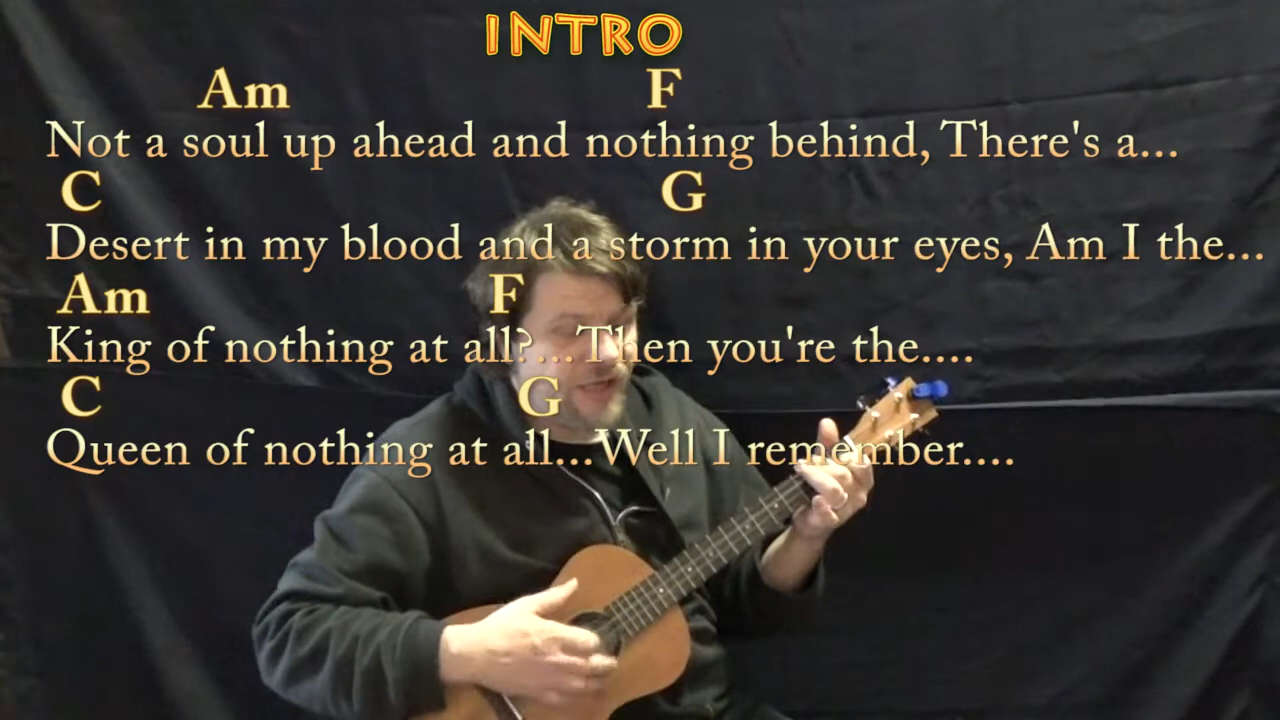 INTRO
Am F
Not a soul up ahead and nothing behind, There's a...
C G
Desert in my blood and a storm in your eyes, Am I the...
Am F
King of nothing at all?...Then you're the....
C G
Queen of nothing at all...Well I remember....